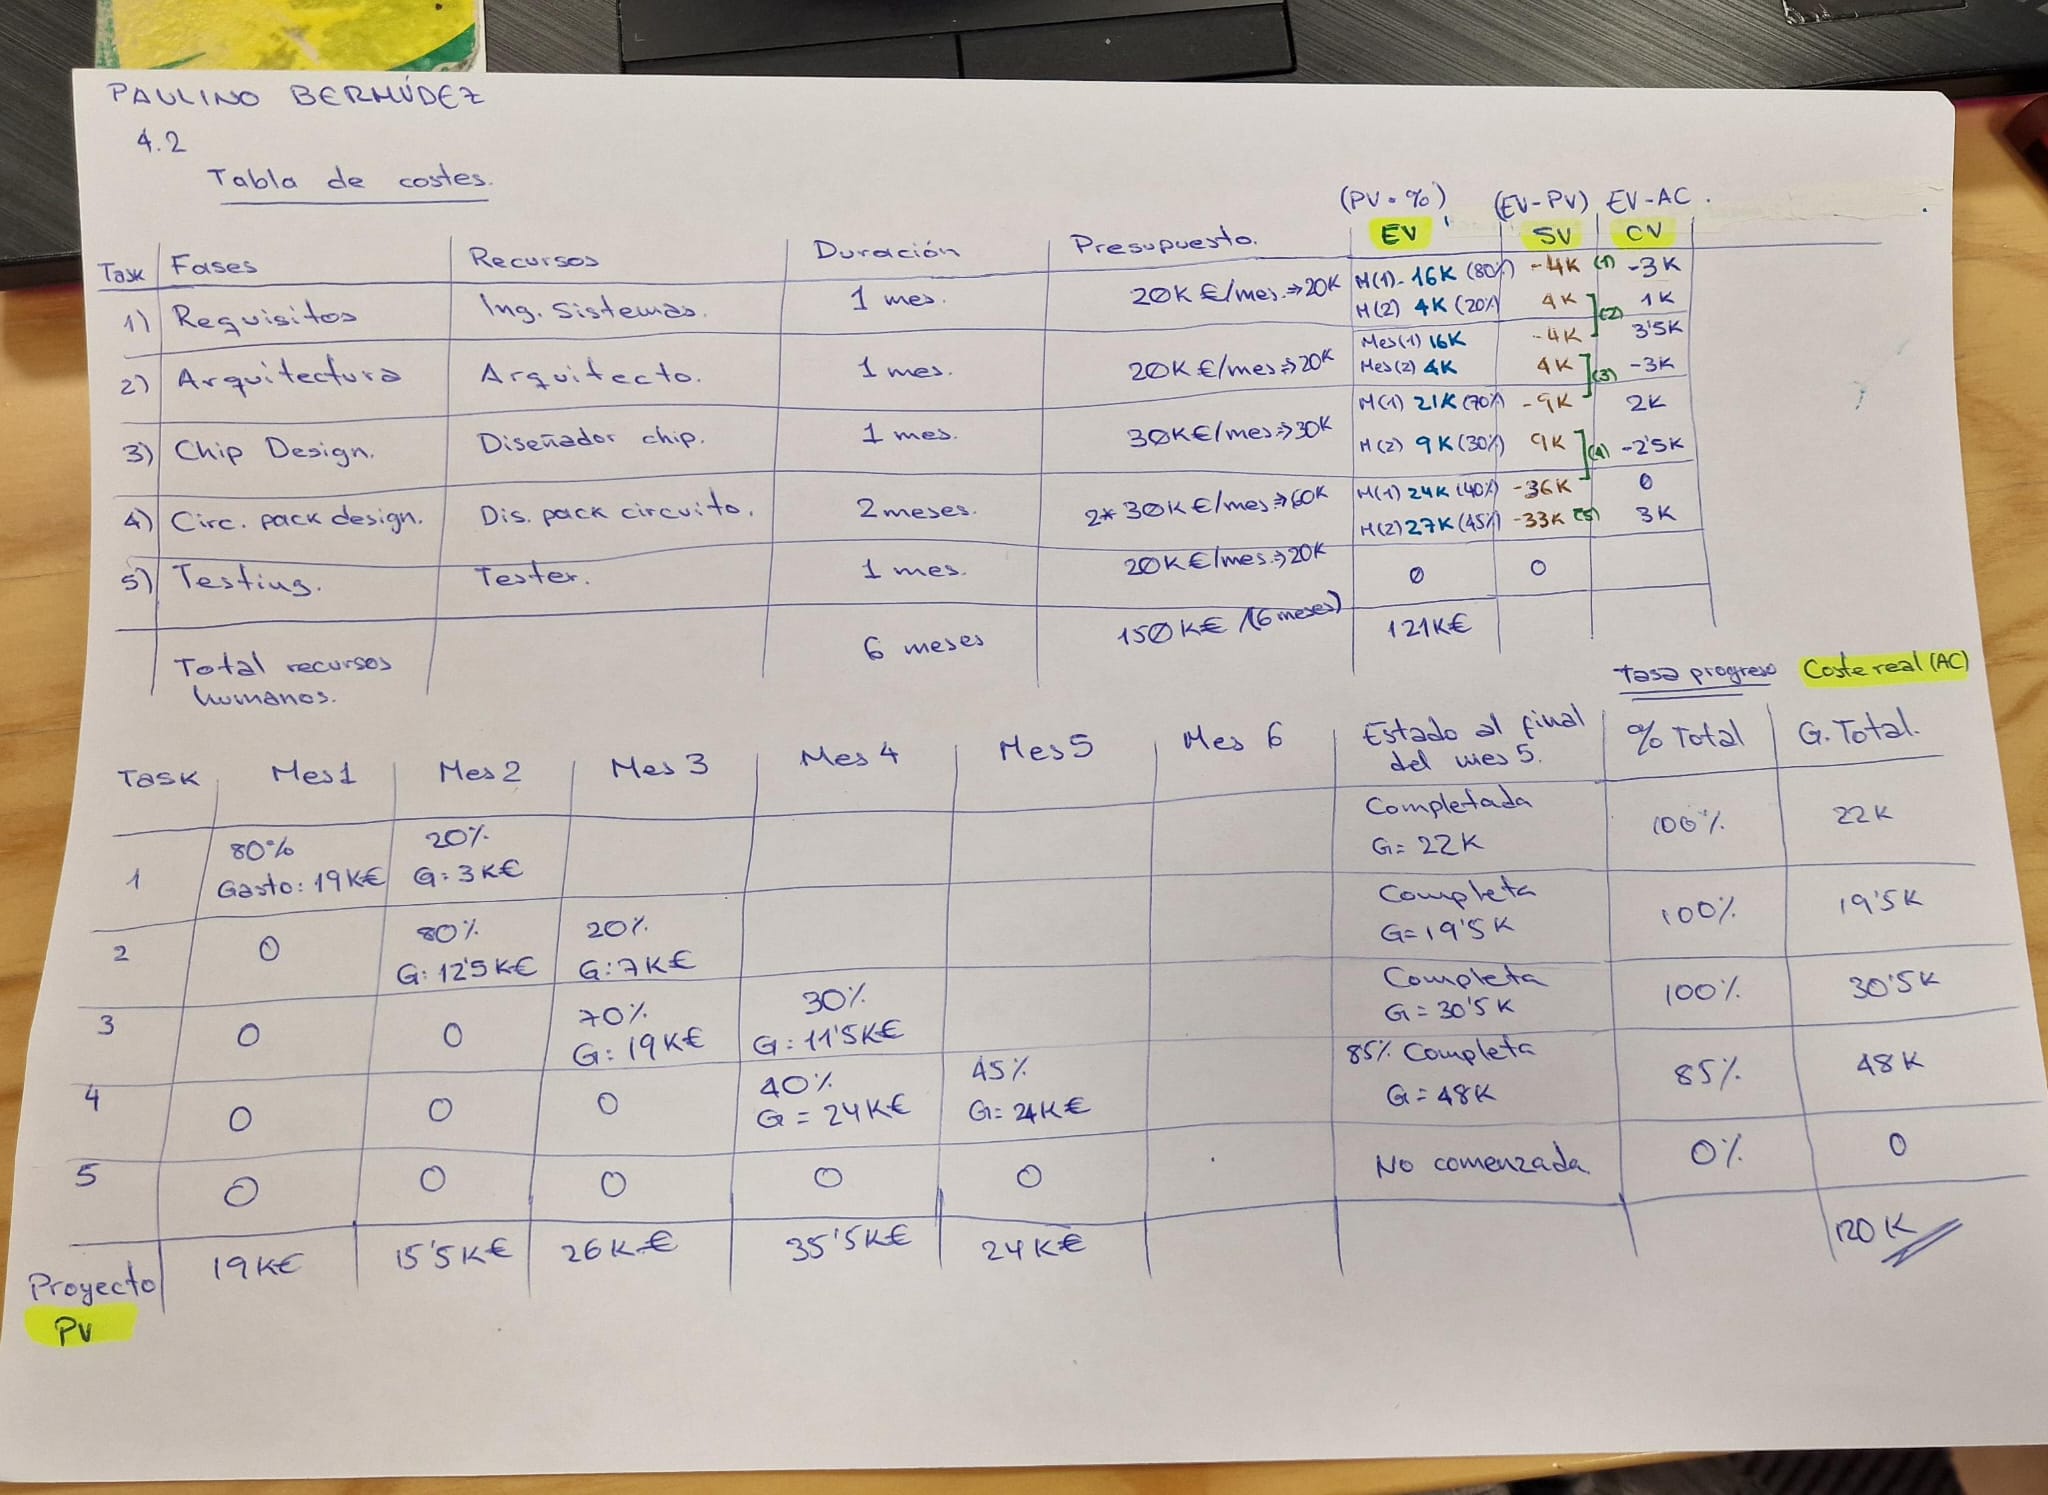 PAULINO BERMÚDEZ
4.2
Tabla de costes.
(PV • %) (EV-PV) EV-AC.
Task Fases Recursos Duración Presupuesto. EV SV CV
1) Requisitos Ing. Sistemas. 1 mes. 20K €/mes.⇒20K M(1)- 16K (80%) -4K (1) -3K
M(2) 4K (20%) 4K ](2) 1K
2) Arquitectura Arquitecto. 1 mes. 20K €/mes⇒20K Mes(1) 16K -4K 3'5K
Mes(2) 4K 4K ](3) -3K
3) Chip Design. Diseñador chip. 1 mes. 30K€/mes⇒30K M(1) 21K (70%) -9K 2K
M(2) 9K (30%) 9K ](4) -2'5K
4) Circ. pack design. Dis. pack circuito. 2 meses. 2* 30K €/mes⇒60K M(1) 24K (40%) -36K 0
M(2) 27K (45%) -33K (5) 3K
5) Testing. Tester. 1 mes. 20K €/mes.⇒20K 0 0
Total recursos humanos. 6 meses 150K€ /(6 meses) 121K€
Tasa progreso Coste real (AC)
Task Mes1 Mes2 Mes3 Mes4 Mes5 Mes 6 Estado al final del mes 5. % Total G. Total.
1 80% 20% Completada 100% 22K
Gasto: 19K€ G: 3K€ G= 22K
2 0 80% 20% Completa 100% 19'5K
G: 12'5K€ G: 7K€ G= 19'5K
3 0 0 70% 30% Completa 100% 30'5K
G: 19K€ G: 11'5K€ G= 30'5K
4 0 0 0 40% 45% 85% Completa 85% 48K
G= 24K€ G= 24K€ G= 48K
5 0 0 0 0 0 No comenzada 0% 0
Proyecto 19K€ 15'5K€ 26K€ 35'5K€ 24K€ 120K
PV